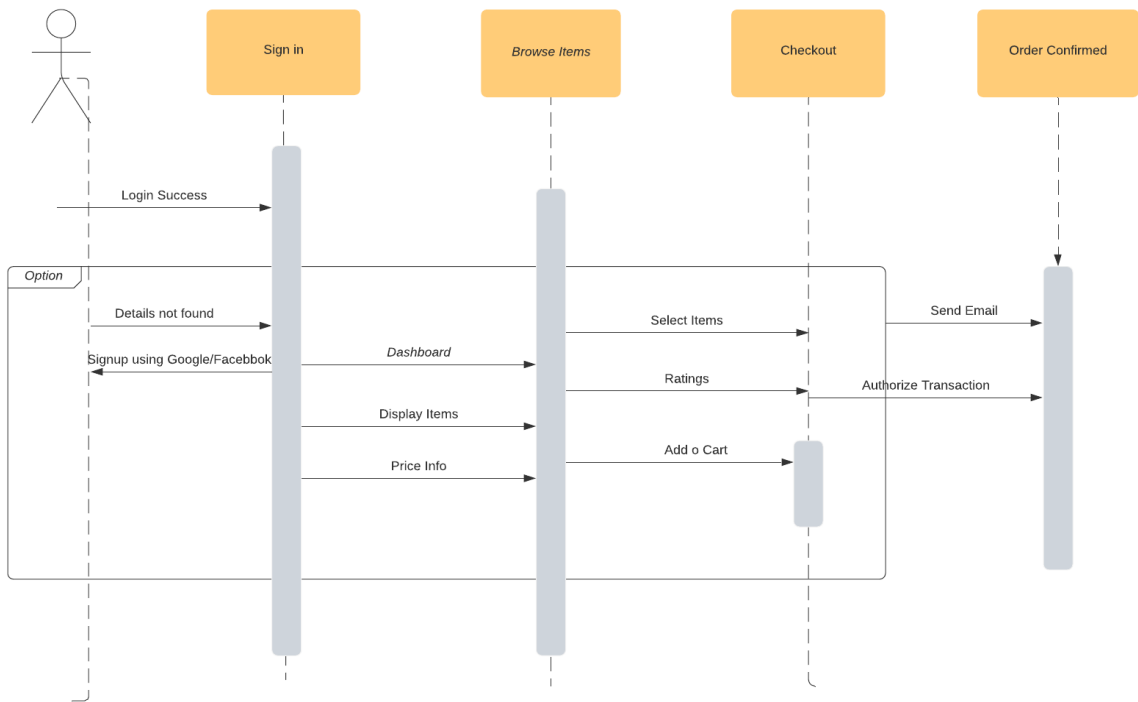 Sign in
Browse Items
Checkout
Order Confirmed
Login Success
Option
Details not found
Send Email
Select Items
Signup using Google/Facebbok
Dashboard
Ratings
Authorize Transaction
Display Items
Add o Cart
Price Info